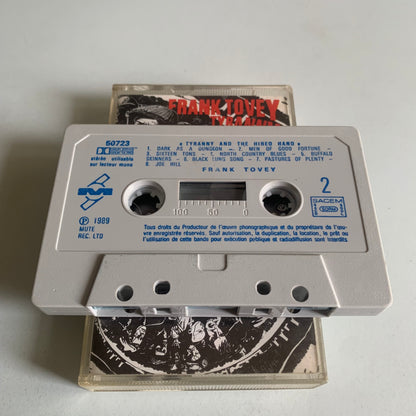 FRANK TOVEY
TYRANNY
50723
★ TYRANNY AND THE HIRED HAND ★
1. DARK AS A DUNGEON - 2. MEN OF GOOD FORTUNE -
3. SIXTEEN TONS - 4. NORTH COUNTRY BLUES - 5. BUFFALO
SKINNERS - 6. BLACK LUNG SONG - 7. PASTURES OF PLENTY -
8. JOE HILL
stéréo utilisable
sur lecteur mono
FRANK TOVEY
2
100 50 0
SACEM
SDRM
Ⓟ 1989
MUTE
REC. LTD
Tous droits du Producteur de l'œuvre phonographique et du propriétaire de l'œu-
vre enregistrée réservés. Sauf autorisation, la duplication, la location, le prêt ou
l'utilisation de cette bande pour exécution publique et radiodiffusion sont interdits.